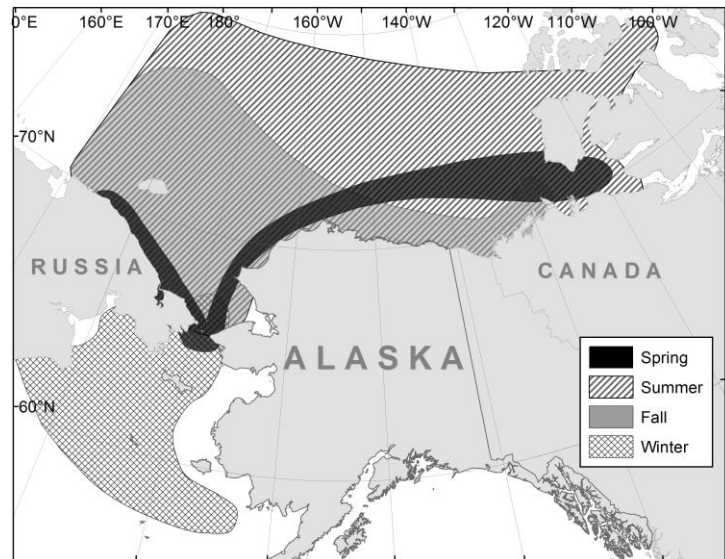 0°E 160°E 170°E 180° 160°W 140°W 120°W 110°W 100°W
70°N
RUSSIA
CANADA
ALASKA
60°N
Spring
Summer
Fall
Winter